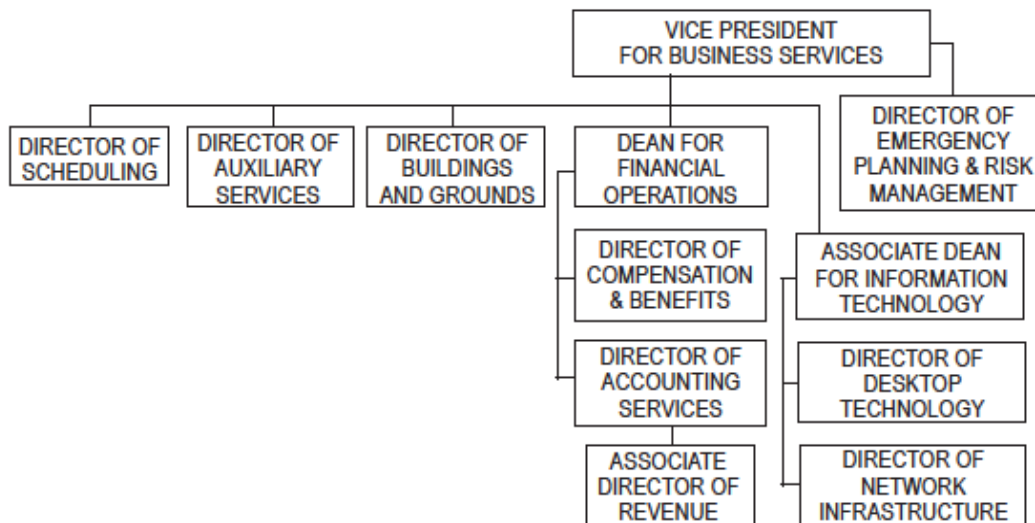 VICE PRESIDENT
FOR BUSINESS SERVICES
DIRECTOR OF
SCHEDULING
DIRECTOR OF
AUXILIARY
SERVICES
DIRECTOR OF
BUILDINGS
AND GROUNDS
DEAN FOR
FINANCIAL
OPERATIONS
DIRECTOR OF
EMERGENCY
PLANNING & RISK
MANAGEMENT
DIRECTOR OF
COMPENSATION
& BENEFITS
ASSOCIATE DEAN
FOR INFORMATION
TECHNOLOGY
DIRECTOR OF
ACCOUNTING
SERVICES
DIRECTOR OF
DESKTOP
TECHNOLOGY
ASSOCIATE
DIRECTOR OF
REVENUE
DIRECTOR OF
NETWORK
INFRASTRUCTURE